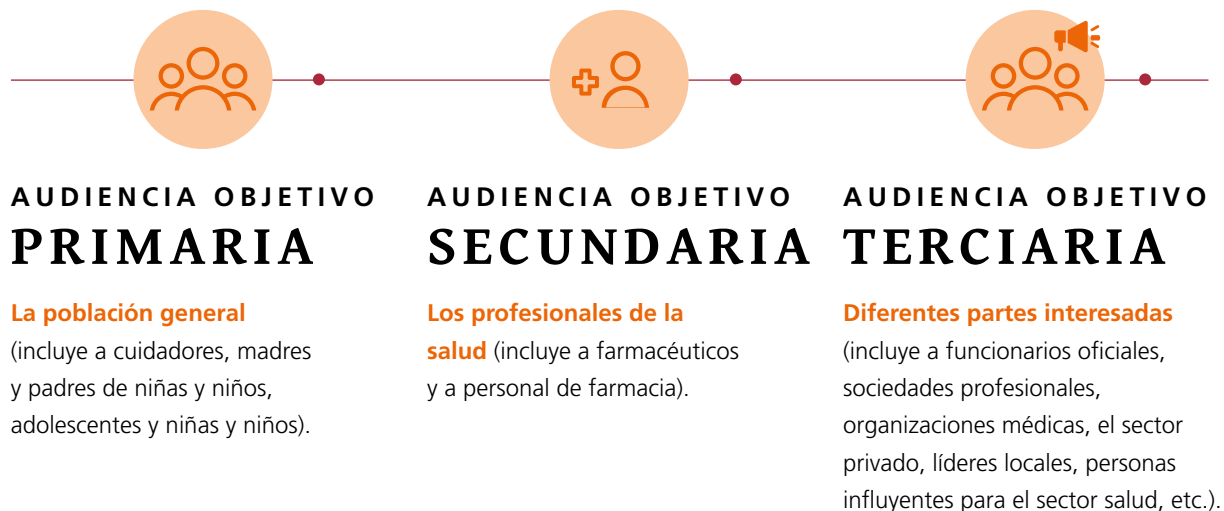 AUDIENCIA OBJETIVO
PRIMARIA
La población general
(incluye a cuidadores, madres
y padres de niñas y niños,
adolescentes y niñas y niños).
AUDIENCIA OBJETIVO
SECUNDARIA
Los profesionales de la
salud (incluye a farmacéuticos
y a personal de farmacia).
AUDIENCIA OBJETIVO
TERCIARIA
Diferentes partes interesadas
(incluye a funcionarios oficiales,
sociedades profesionales,
organizaciones médicas, el sector
privado, líderes locales, personas
influyentes para el sector salud, etc.).